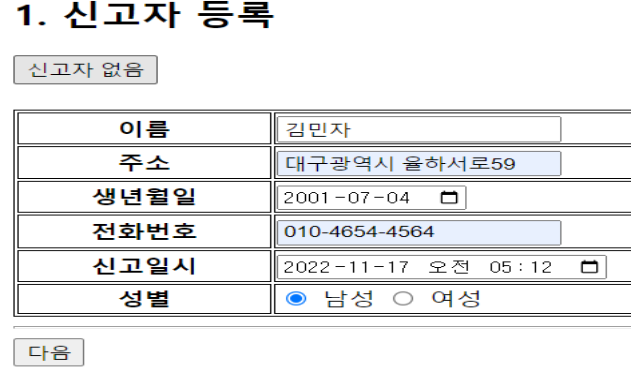 1. 신고자 등록
신고자 없음
이름 김민자
주소 대구광역시 율하서로59
생년월일 2001-07-04
전화번호 010-4654-4564
신고일시 2022-11-17 오전 05:12
성별 남성 여성
다음